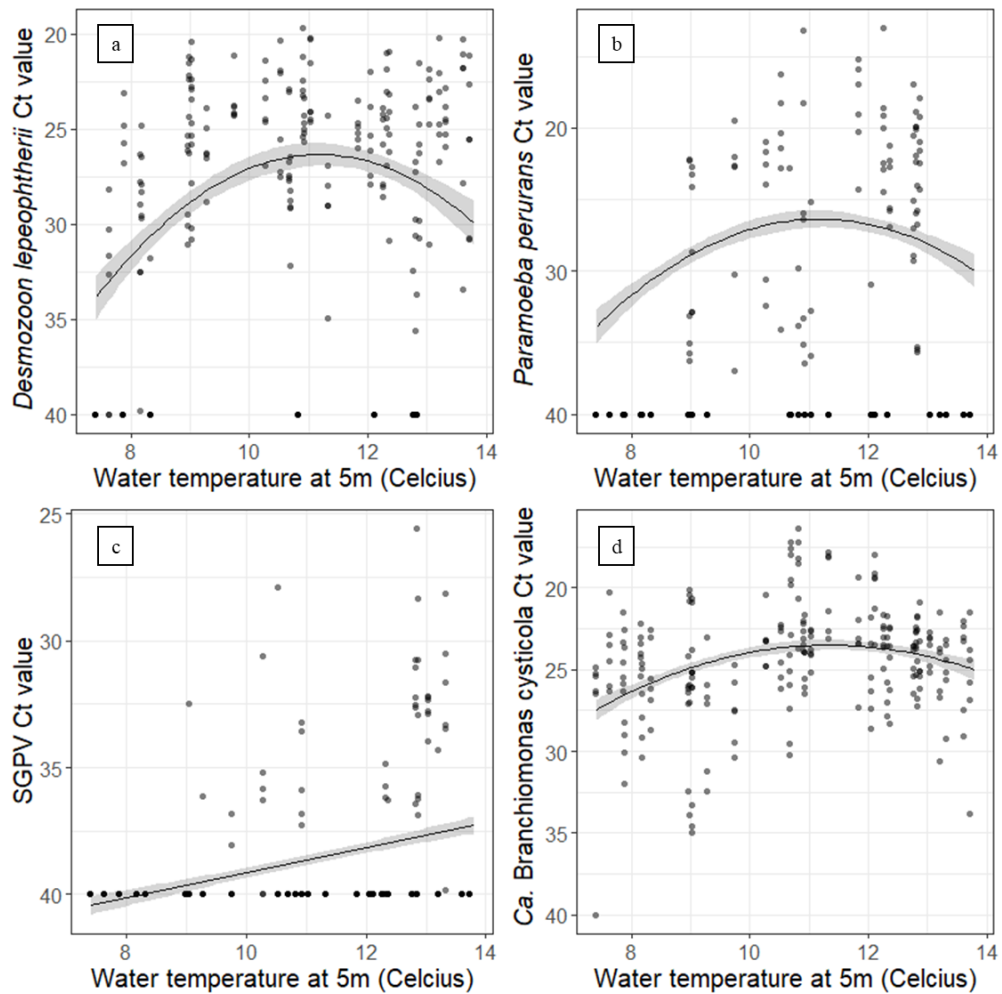 a
20
25
30
35
40
Desmozoon lepeophtherii Ct value
8 10 12 14
Water temperature at 5m (Celcius)
b
20
30
40
Paramoeba perurans Ct value
8 10 12 14
Water temperature at 5m (Celcius)
c
25
30
35
40
SGPV Ct value
8 10 12 14
Water temperature at 5m (Celcius)
d
20
25
30
35
40
Ca. Branchiomonas cysticola Ct value
8 10 12 14
Water temperature at 5m (Celcius)